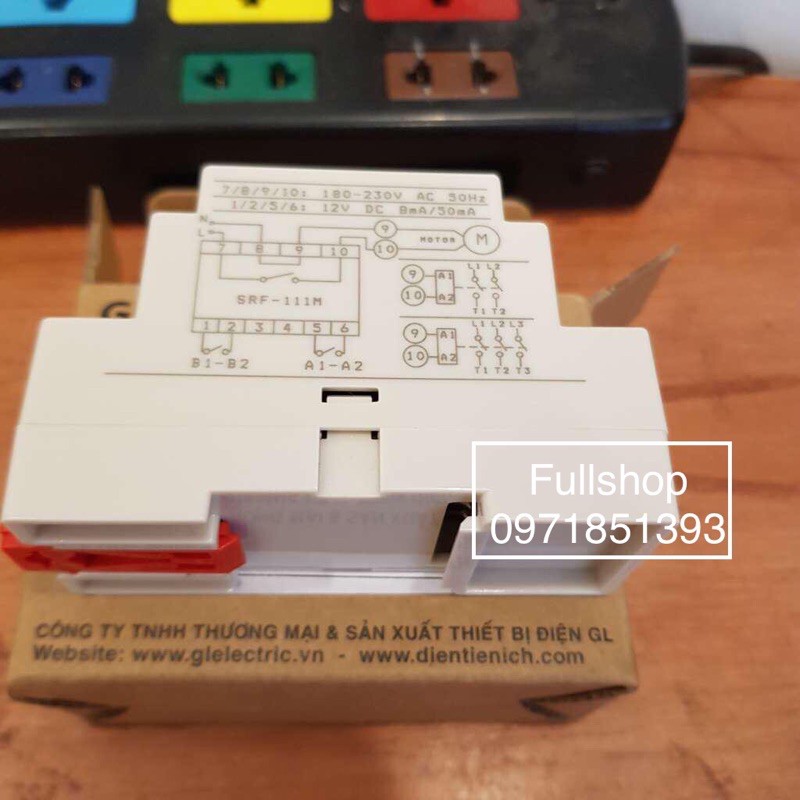 7/8/9/10: 180-230V AC 50Hz
1/2/5/6: 12V DC 8mA/50mA
N
L
9
10
MOTOR
M
7 8 9 10
SRF-111M
1 2 3 4 5 6
B1-B2
A1-A2
9 A1
10 A2
L1 L2
T1 T2
9 A1
10 A2
L1 L2 L3
T1 T2 T3
Fullshop
0971851393
CÔNG TY TNHH THƯƠNG MẠI & SẢN XUẤT THIẾT BỊ ĐIỆN GL
Website: www.glelectric.vn - www.dientienich.com